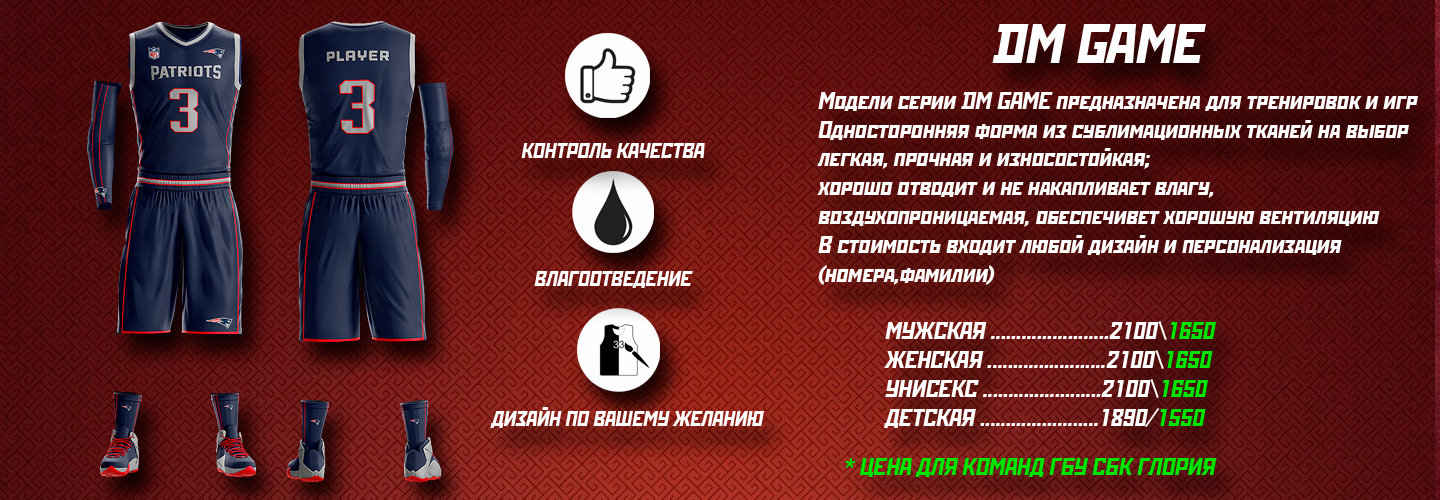 PATRIOTS
3
PLAYER
3
КОНТРОЛЬ КАЧЕСТВА
ВЛАГООТВЕДЕНИЕ
33
ДИЗАЙН ПО ВАШЕМУ ЖЕЛАНИЮ
DM GAME
Модели серии DM GAME предназначена для тренировок и игр
Односторонняя форма из сублимационных тканей на выбор
легкая, прочная и износостойкая;
хорошо отводит и не накапливает влагу,
воздухопроницаемая, обеспечивет хорошую вентиляцию
В стоимость входит любой дизайн и персонализация
(номера,фамилии)
МУЖСКАЯ ........................2100\1650
ЖЕНСКАЯ ........................2100\1650
УНИСЕКС ........................2100\1650
ДЕТСКАЯ ........................1890/1550
* ЦЕНА ДЛЯ КОМАНД ГБУ СБК ГЛОРИЯ